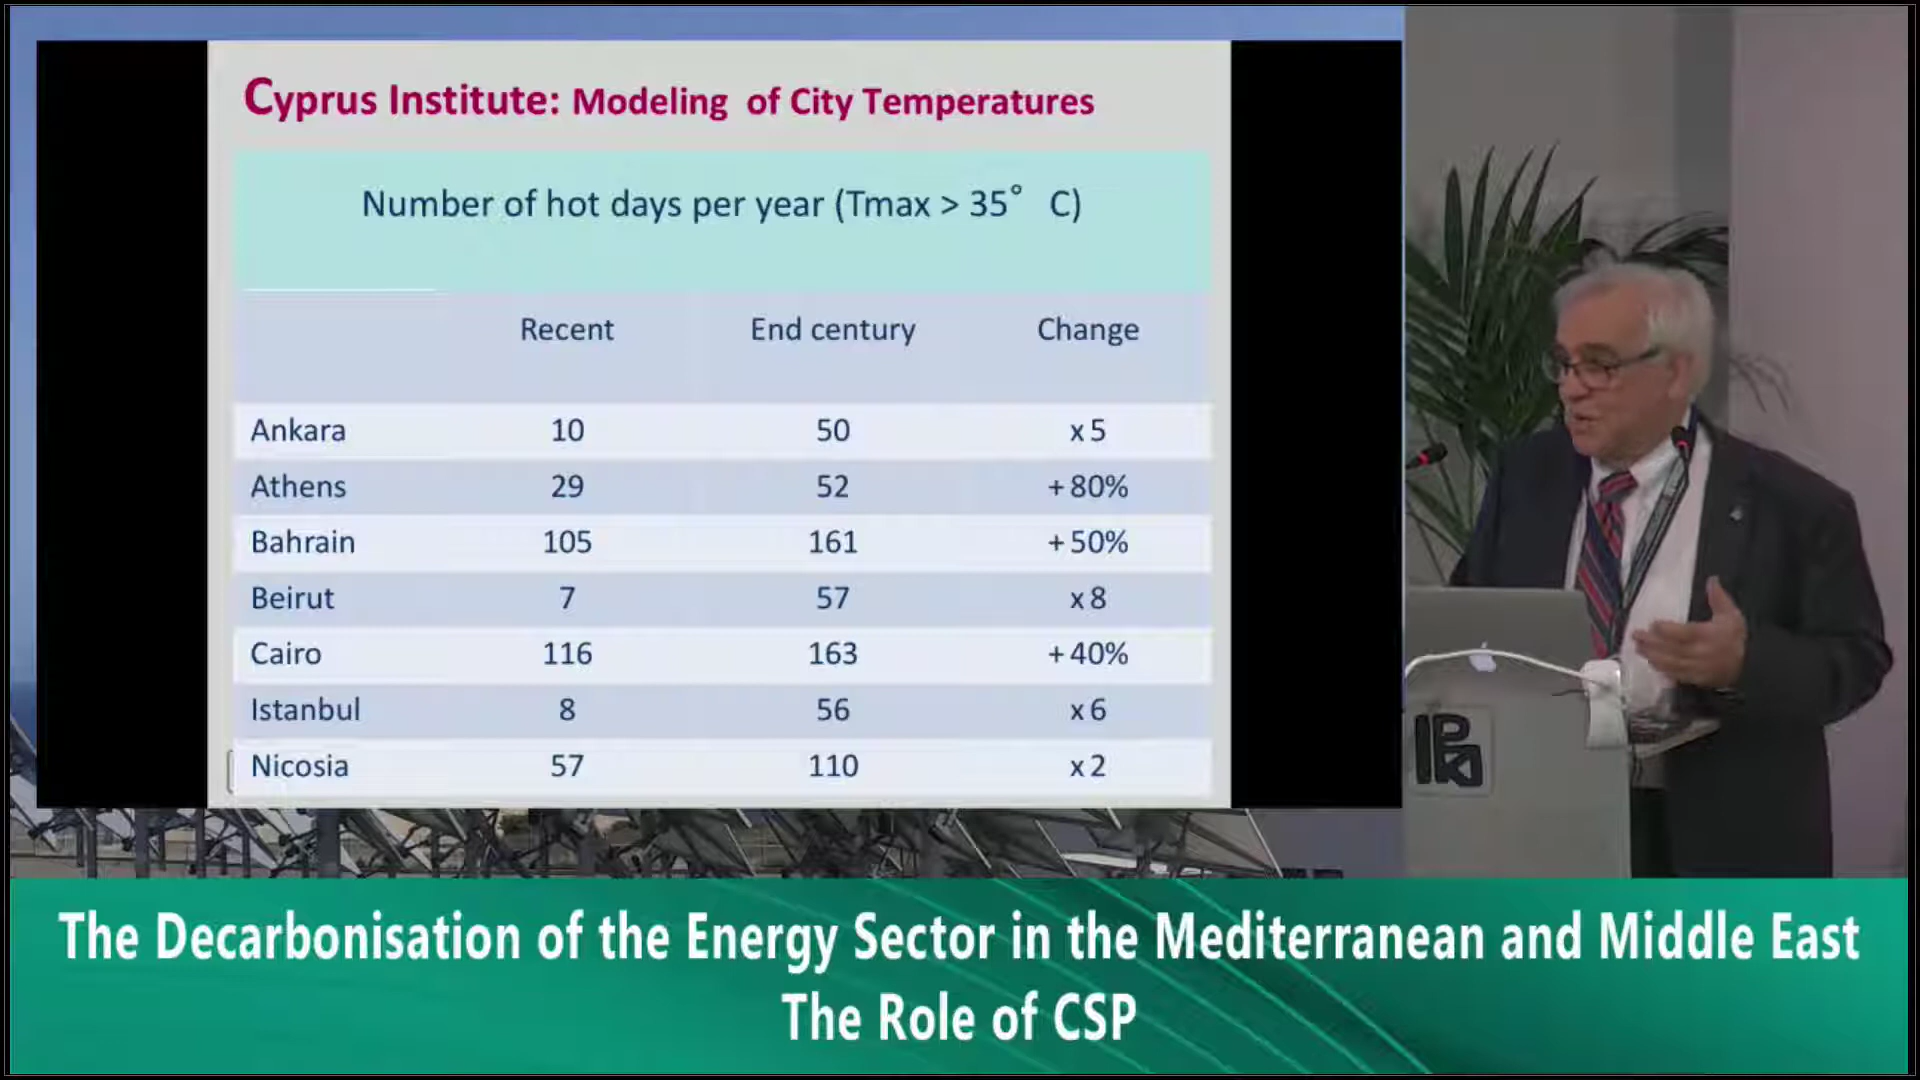 Cyprus Institute: Modeling of City Temperatures
Number of hot days per year (Tmax > 35° C)
Recent End century Change
Ankara 10 50 x 5
Athens 29 52 + 80%
Bahrain 105 161 + 50%
Beirut 7 57 x 8
Cairo 116 163 + 40%
Istanbul 8 56 x 6
Nicosia 57 110 x 2
The Decarbonisation of the Energy Sector in the Mediterranean and Middle East
The Role of CSP